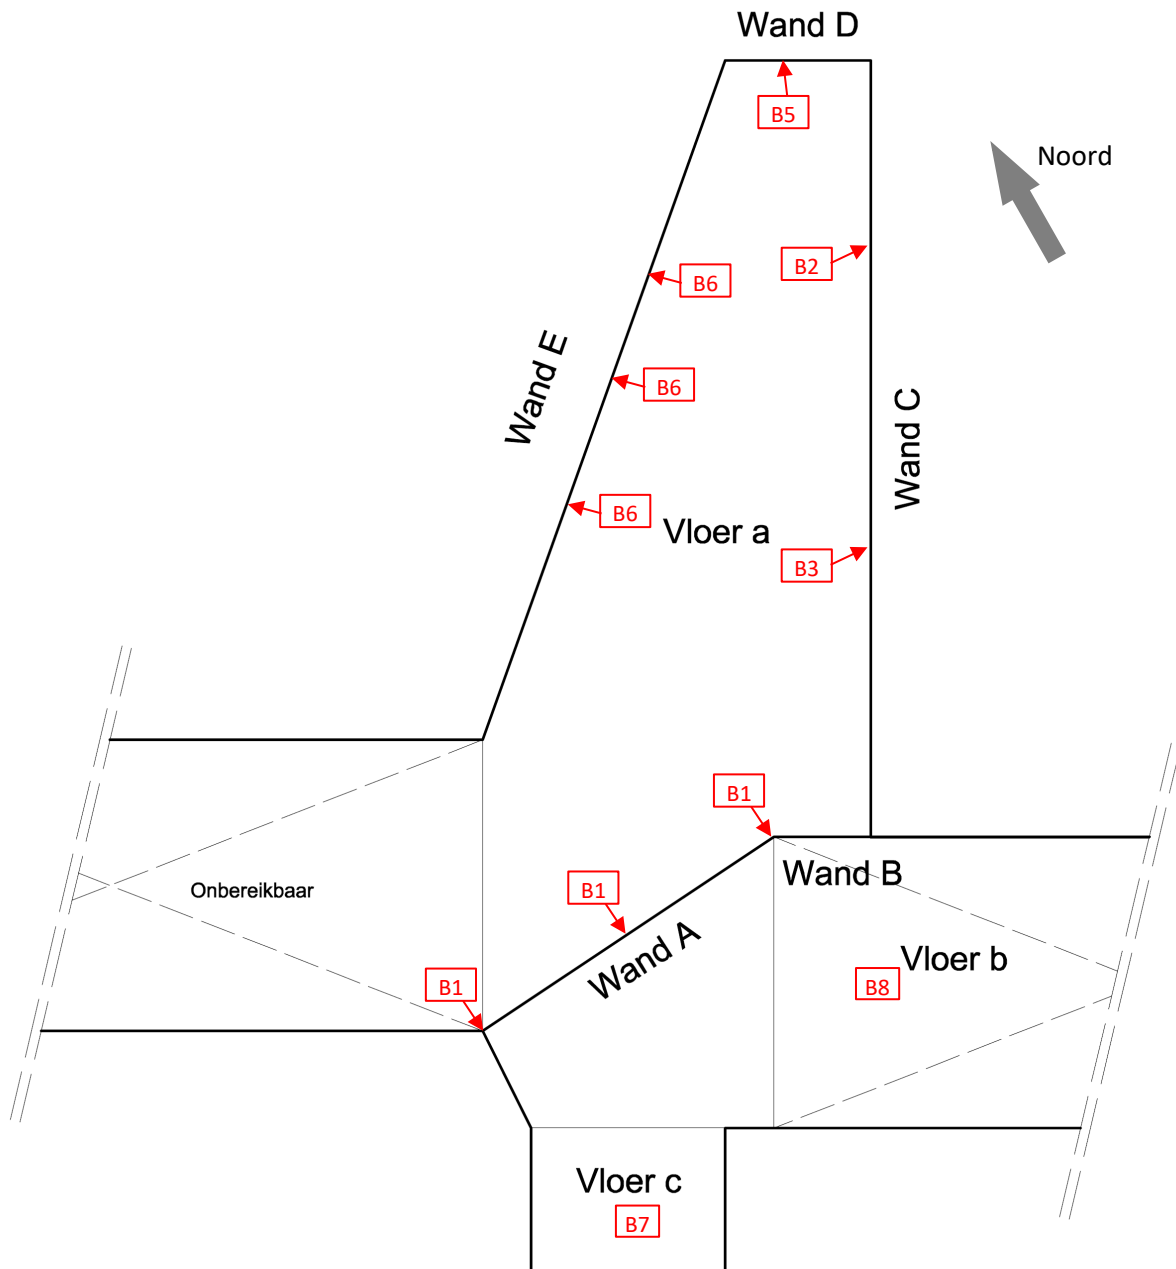 Wand D
B5
Noord
B2
B6
Wand E
B6
Wand C
B6
Vloer a
B3
B1
Wand B
Onbereikbaar
B1
Wand A
Vloer b
B1
B8
Vloer c
B7